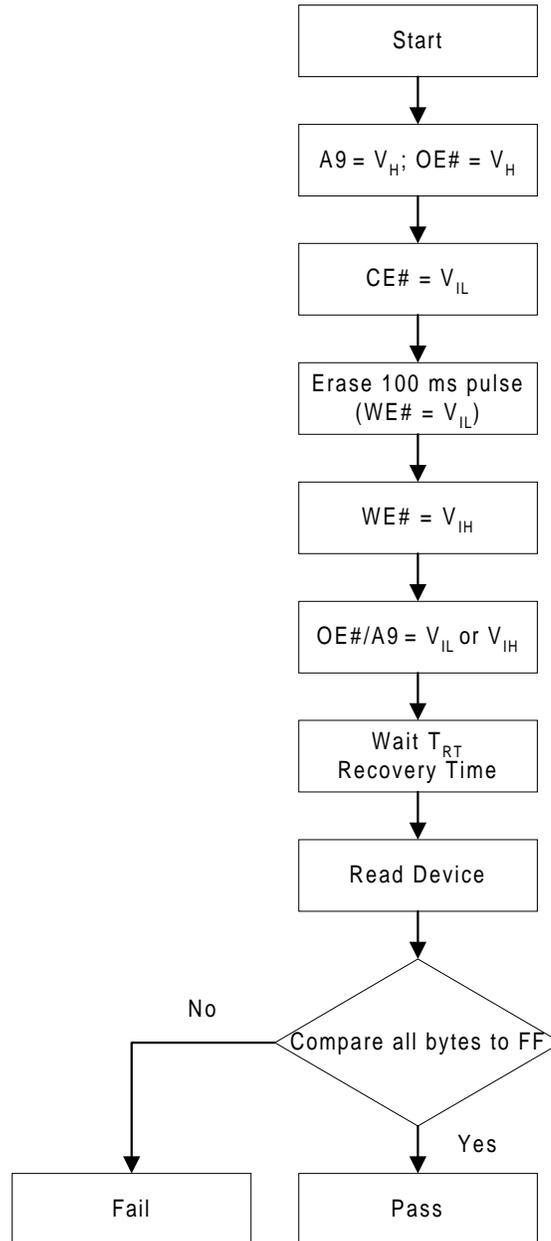 Start
A9 = VH; OE# = VH
CE# = VIL
Erase 100 ms pulse
(WE# = VIL)
WE# = VIH
OE#/A9 = VIL or VIH
Wait TRT
Recovery Time
Read Device
Compare all bytes to FF
No
Yes
Fail
Pass